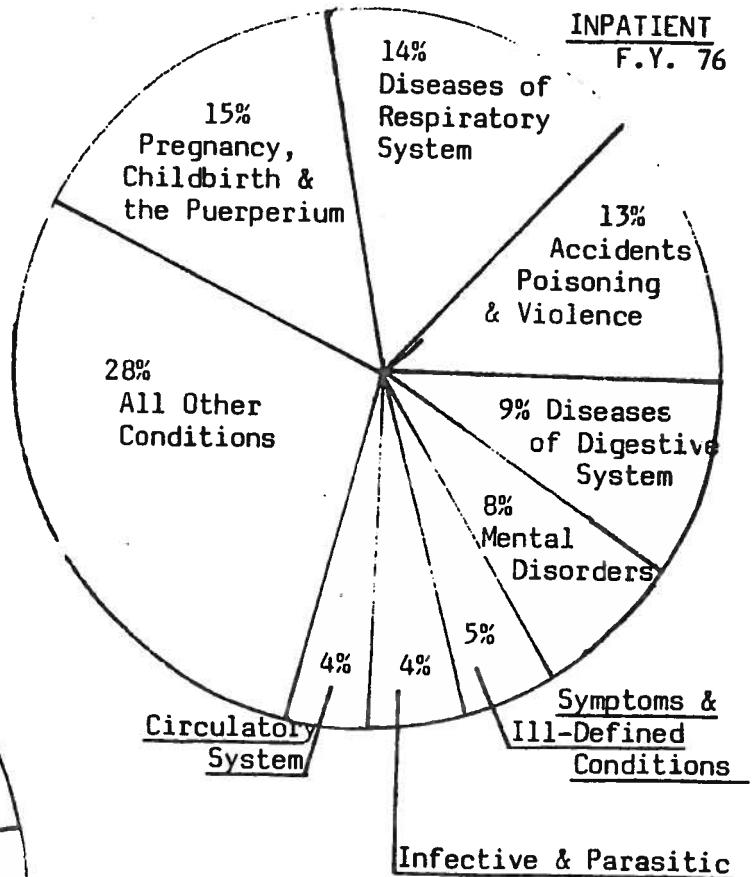 INPATIENT
F.Y. 76
14%
Diseases of
Respiratory
System
15%
Pregnancy,
Childbirth &
the Puerperium
13%
Accidents
Poisoning
& Violence
28%
All Other
Conditions
9% Diseases
of Digestive
System
8%
Mental
Disorders
5%
4%
4%
Symptoms &
Ill-Defined
Conditions
Circulatory
System
Infective & Parasitic